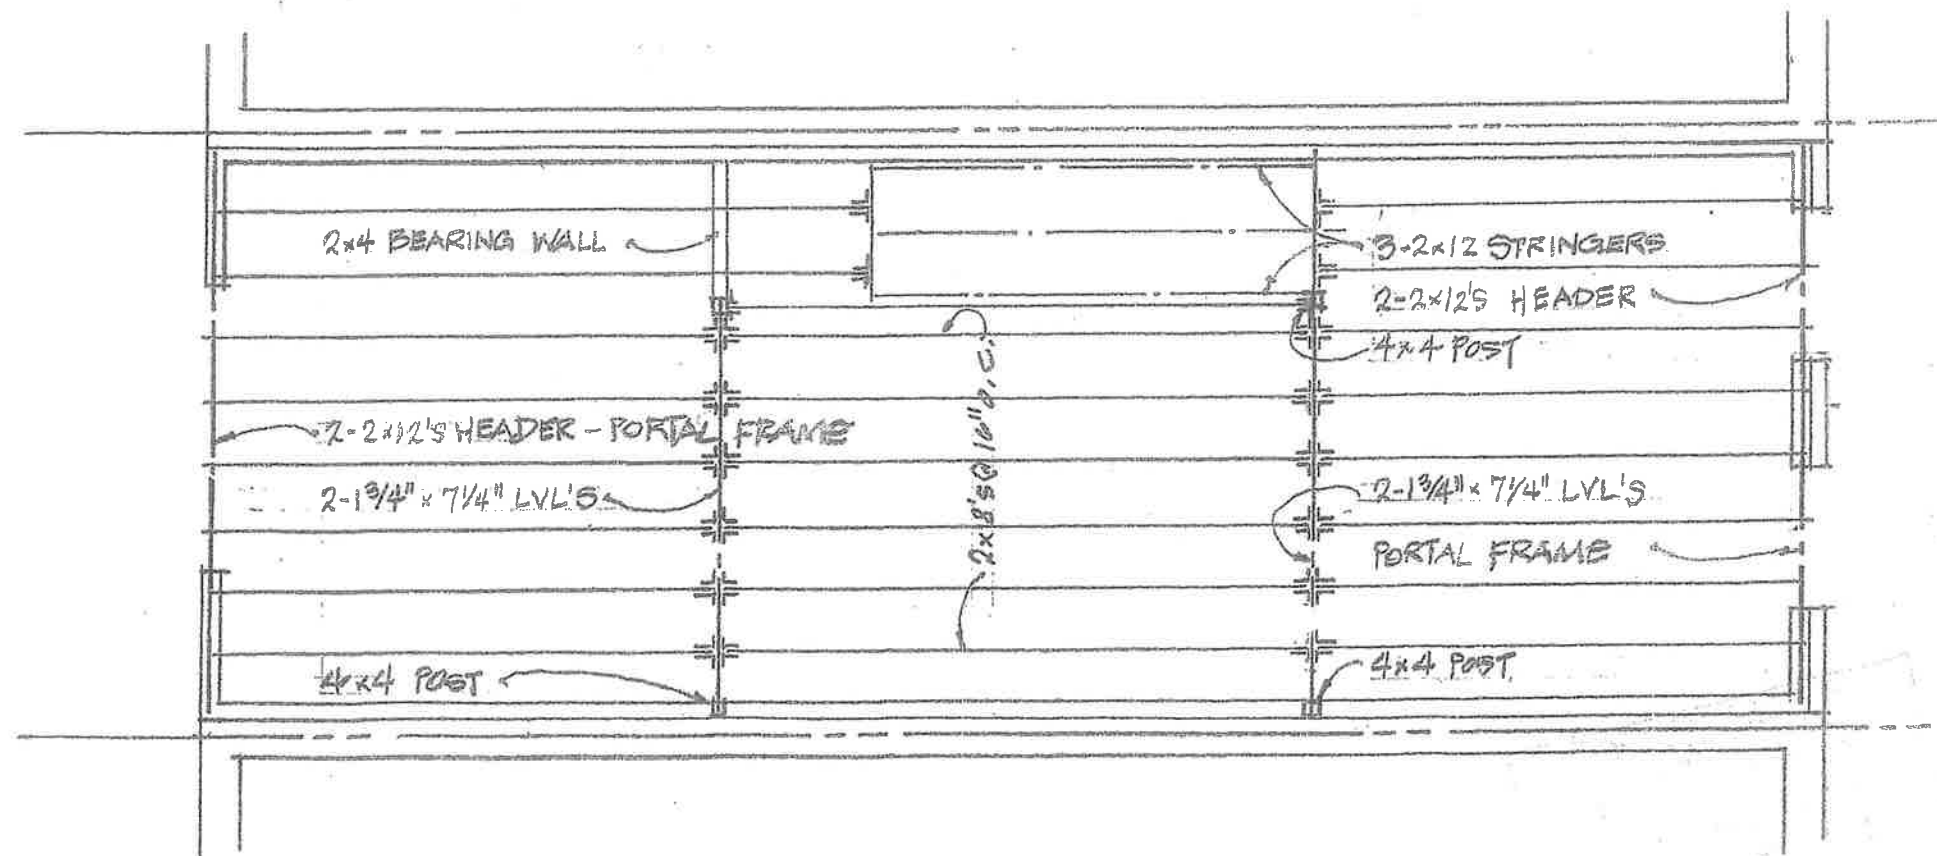 2x4 BEARING WALL
3-2x12 STRINGERS
2-2x12'S HEADER
4x4 POST
2-2x12'S HEADER - PORTAL FRAME
2x8's@16" o.c.
2-1 3/4" x 7 1/4" LVL'S
2-1 3/4" x 7 1/4" LVL'S
PORTAL FRAME
4x4 POST
4x4 POST